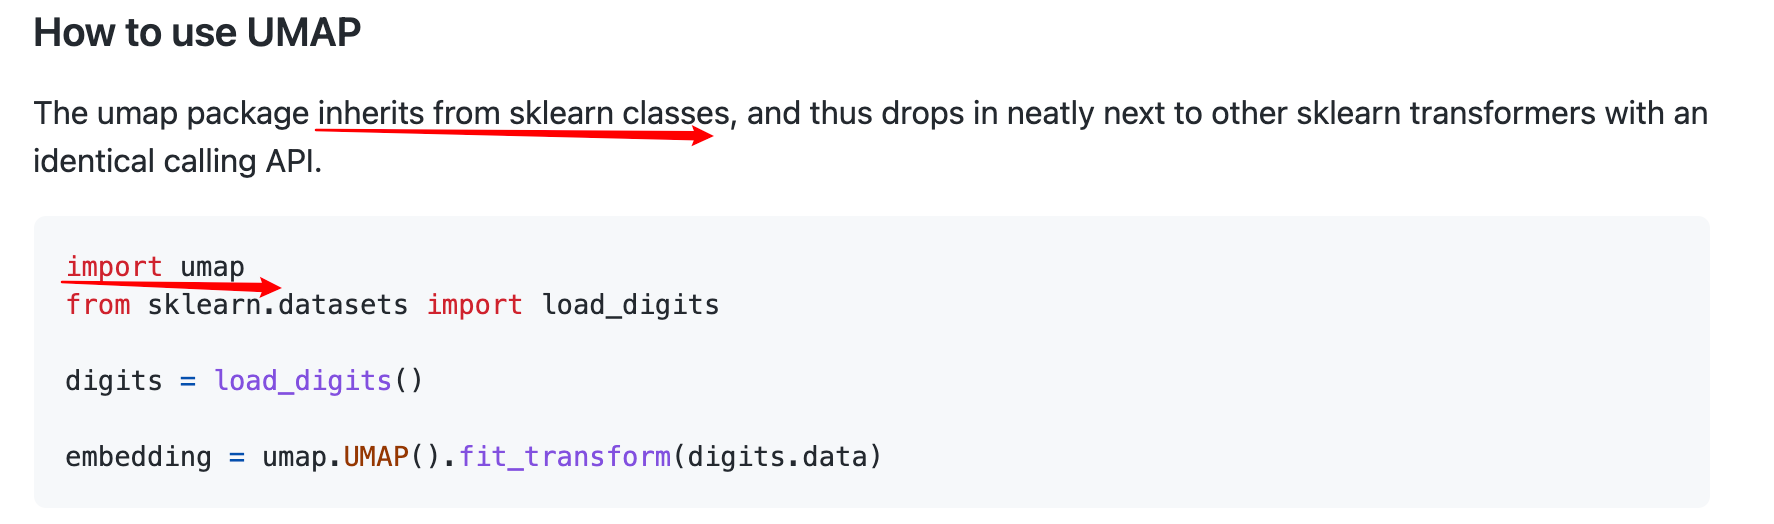 How to use UMAP
The umap package inherits from sklearn classes, and thus drops in neatly next to other sklearn transformers with an
identical calling API.
import umap
from sklearn.datasets import load_digits
digits = load_digits()
embedding = umap.UMAP().fit_transform(digits.data)